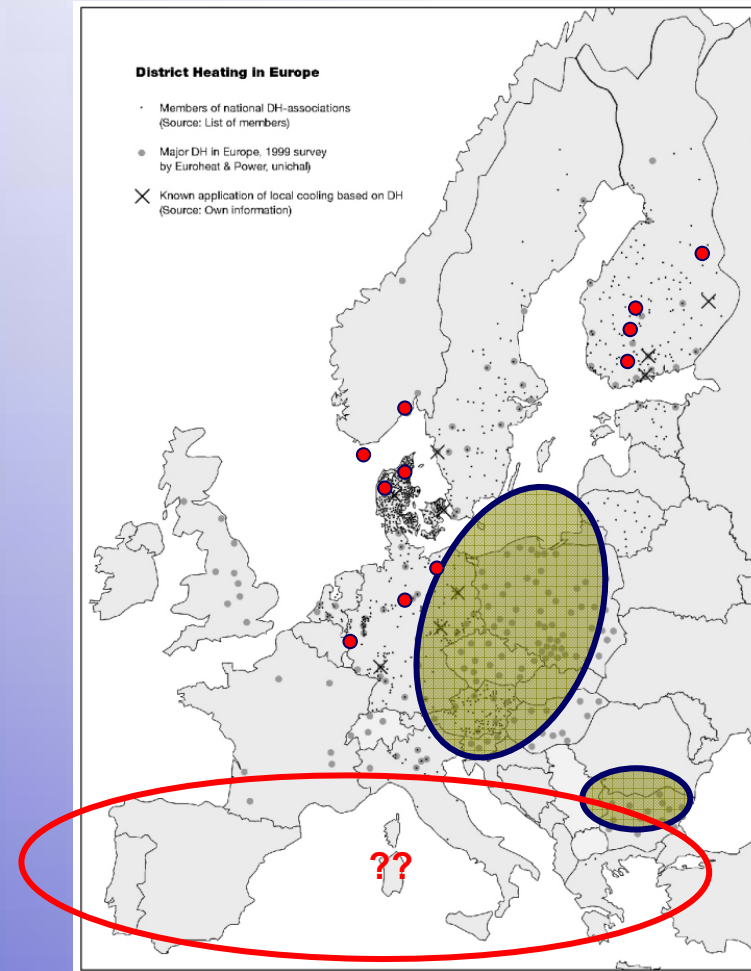 District Heating in Europe
Members of national DH-associations
(Source: List of members)
Major DH in Europe, 1999 survey
by Euroheat & Power, unichal)
Known application of local cooling based on DH
(Source: Own information)
??